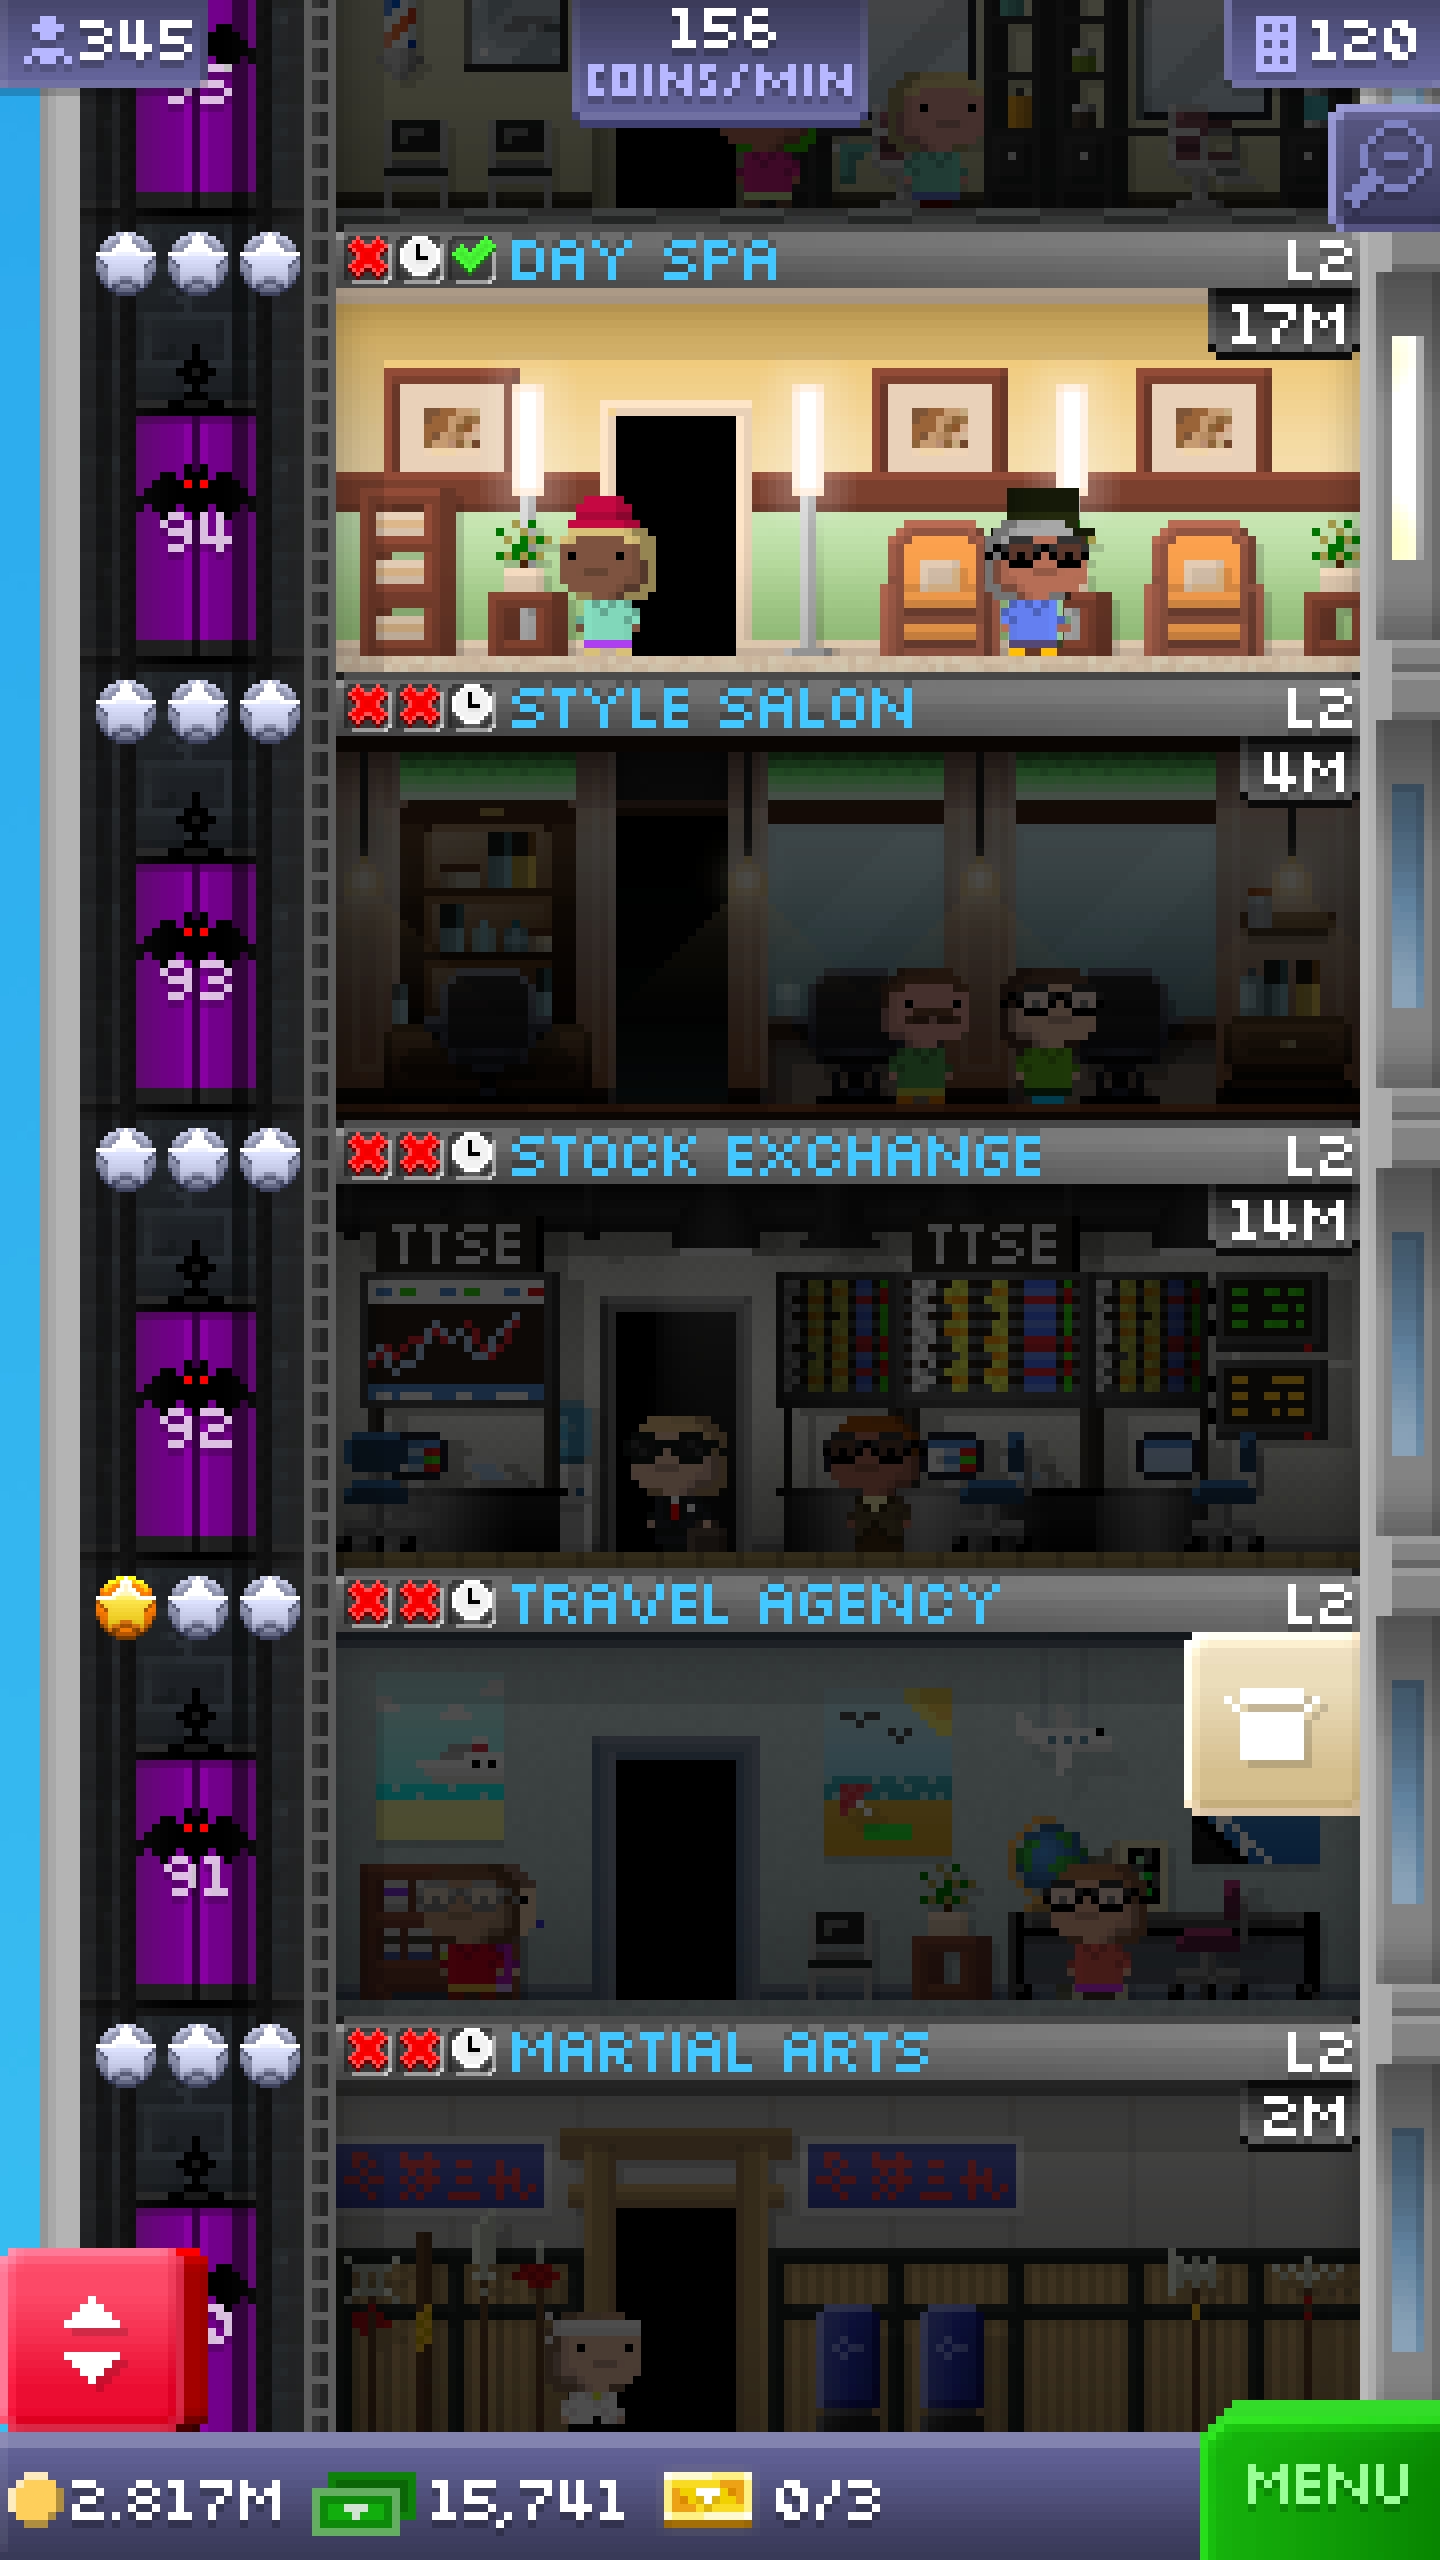 345
156
COINS/MIN
120
DAY SPA L2
17M
94
STYLE SALON L2
4M
93
STOCK EXCHANGE L2
14M
TTSE TTSE
92
TRAVEL AGENCY L2
91
MARTIAL ARTS L2
2M
2.817M 15,741 0/3
MENU